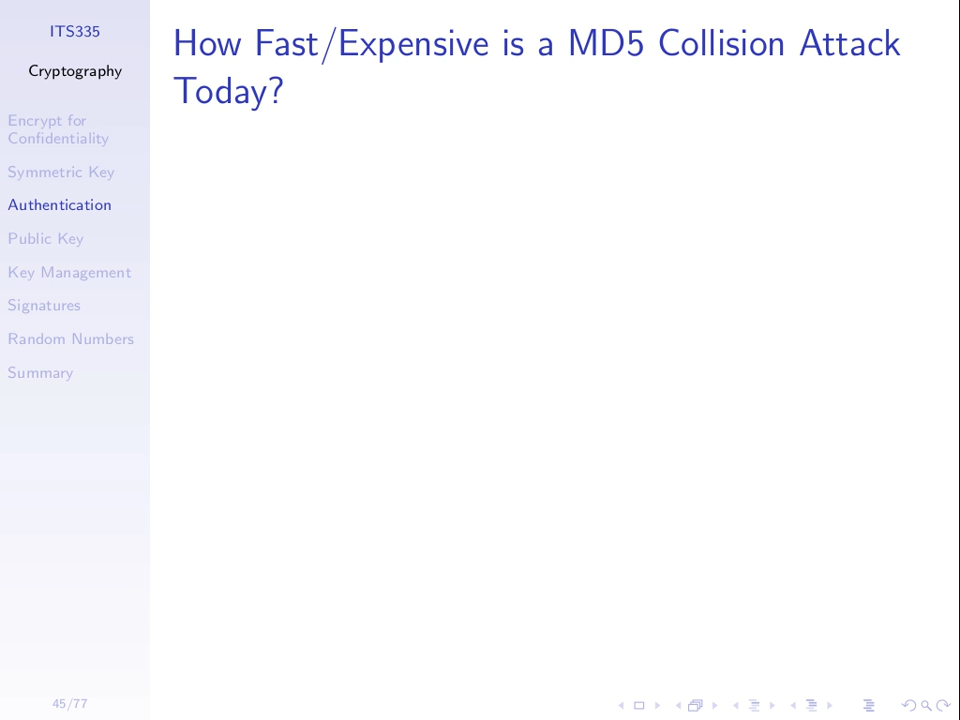 ITS335
Cryptography
Encrypt for
Confidentiality
Symmetric Key
Authentication
Public Key
Key Management
Signatures
Random Numbers
Summary
45/77
How Fast/Expensive is a MD5 Collision Attack
Today?